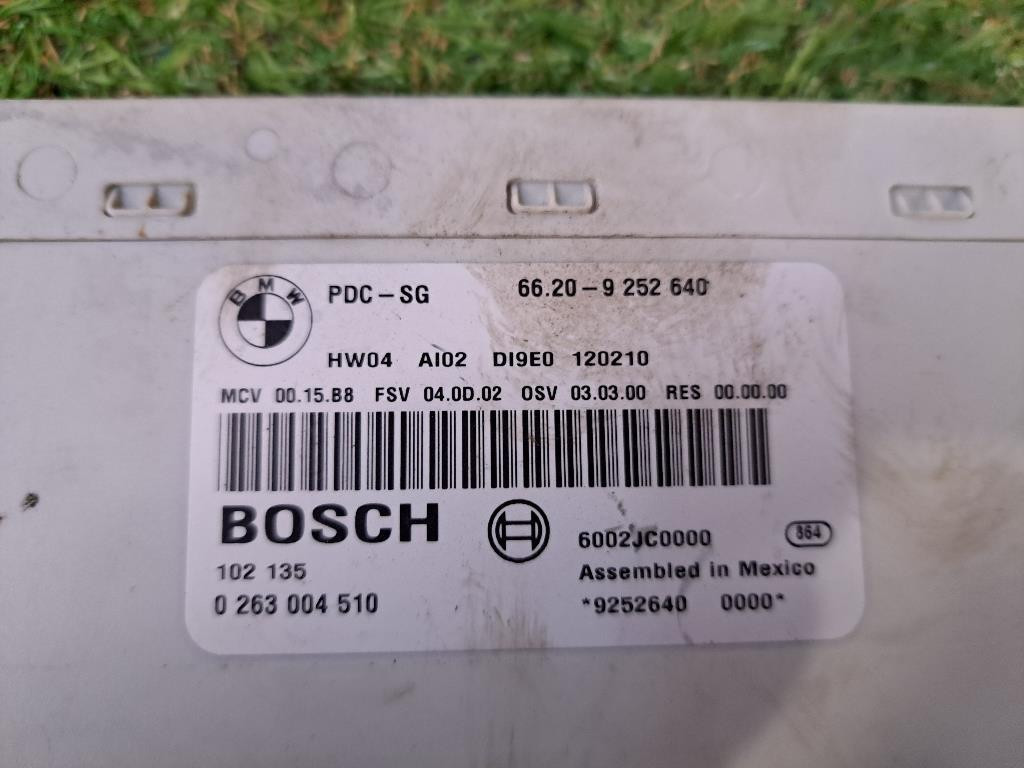 BMW
PDC-SG 66.20-9 252 640
HW04 AI02 DI9E0 120210
MCV 00.15.B8 FSV 04.0D.02 OSV 03.03.00 RES 00.00.00
BOSCH
6002JC0000 864
102 135 Assembled in Mexico
0 263 004 510 *9252640 0000*